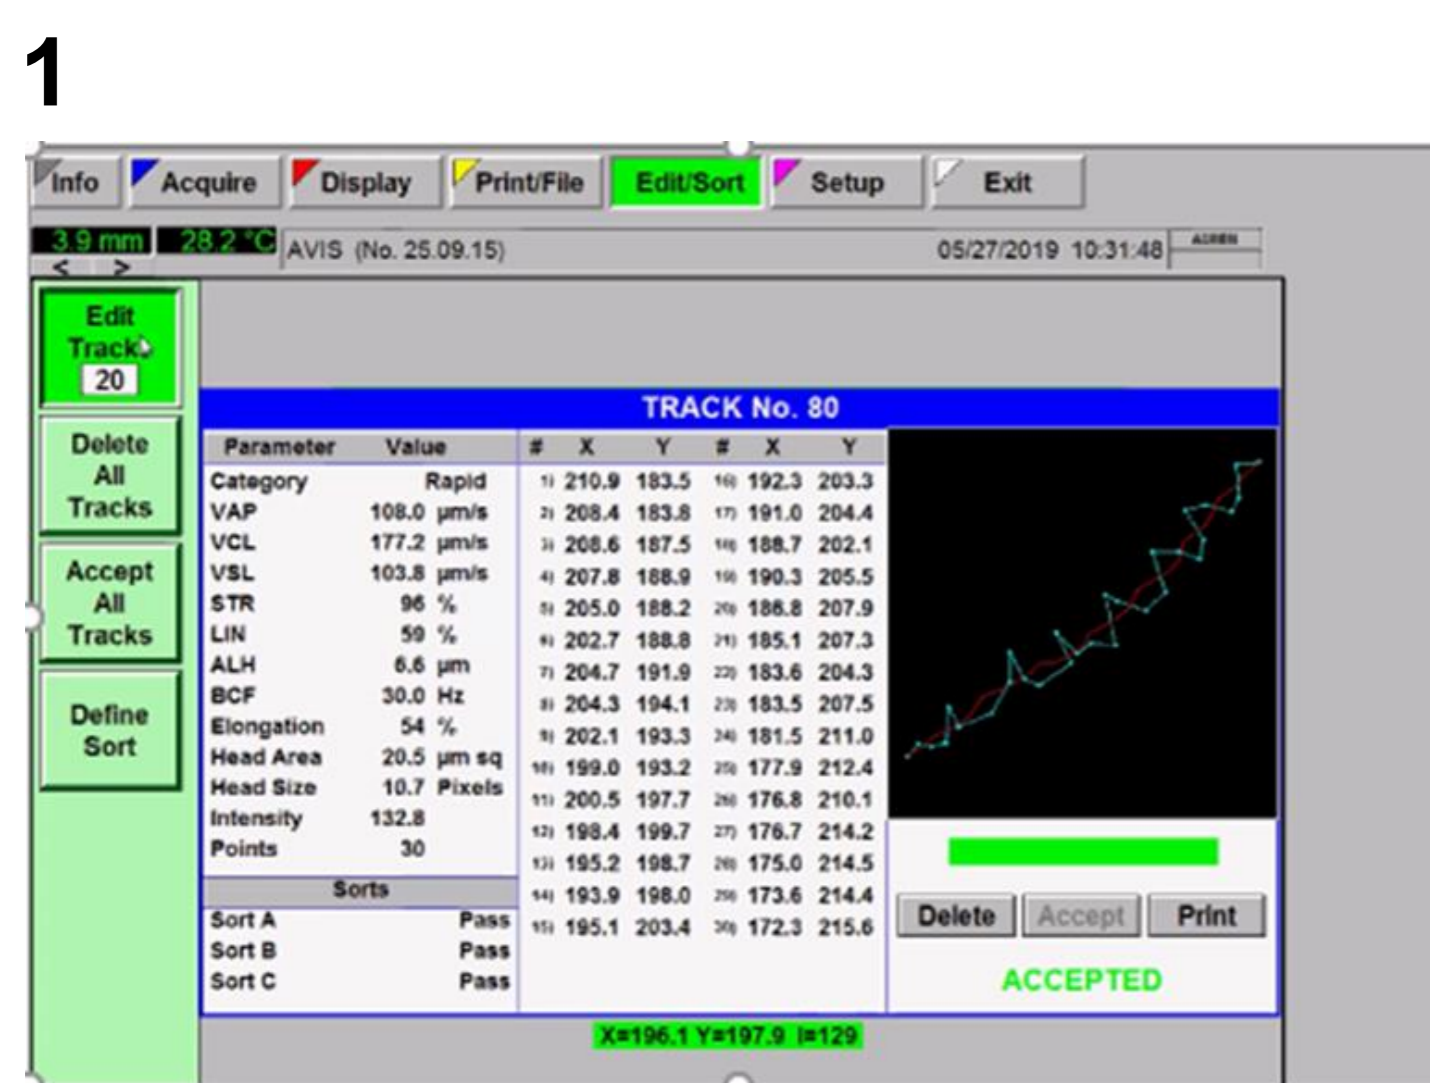 1
Info Acquire Display Print/File Edit/Sort Setup Exit
3.9 mm 28.2 °C AVIS (No. 25.09.15) 05/27/2019 10:31:48
< >
Edit
Tracks
20
Delete
All
Tracks
Accept
All
Tracks
Define
Sort
TRACK No. 80
Parameter Value
Category Rapid
VAP 108.0 µm/s
VCL 177.2 µm/s
VSL 103.8 µm/s
STR 96 %
LIN 59 %
ALH 6.6 µm
BCF 30.0 Hz
Elongation 54 %
Head Area 20.5 µm sq
Head Size 10.7 Pixels
Intensity 132.8
Points 30
Sorts
Sort A Pass
Sort B Pass
Sort C Pass
# X Y # X Y
1) 210.9 183.5 16) 192.3 203.3
2) 208.4 183.8 17) 191.0 204.4
3) 208.6 187.5 18) 188.7 202.1
4) 207.8 188.9 19) 190.3 205.5
5) 205.0 188.2 20) 186.8 207.9
6) 202.7 188.8 21) 185.1 207.3
7) 204.7 191.9 22) 183.6 204.3
8) 204.3 194.1 23) 183.5 207.5
9) 202.1 193.3 24) 181.5 211.0
10) 199.0 193.2 25) 177.9 212.4
11) 200.5 197.7 26) 176.8 210.1
12) 198.4 199.7 27) 176.7 214.2
13) 195.2 198.7 28) 175.0 214.5
14) 193.9 198.0 29) 173.6 214.4
15) 195.1 203.4 30) 172.3 215.6
Delete Accept Print
ACCEPTED
X=196.1 Y=197.9 I=129